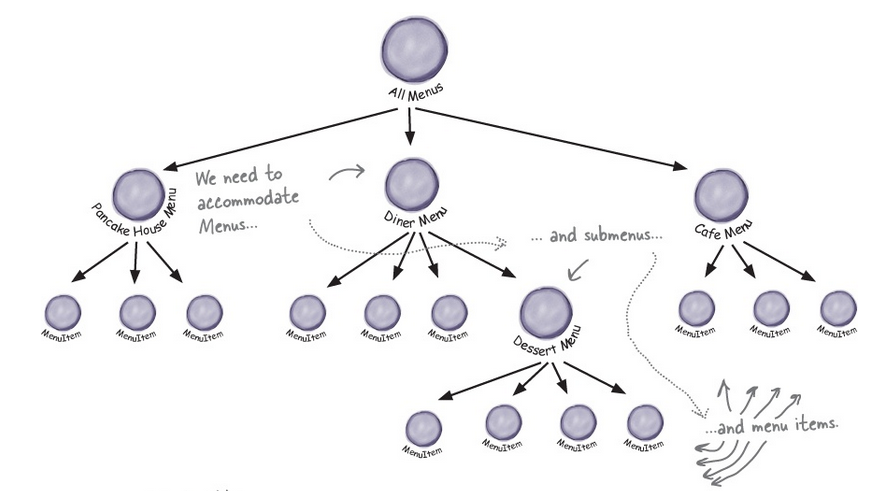 All Menus
We need to
accommodate
Menus...
Pancake House Menu
Diner Menu
Cafe Menu
... and submenus...
MenuItem
MenuItem
MenuItem
MenuItem
MenuItem
MenuItem
Dessert Menu
MenuItem
MenuItem
MenuItem
MenuItem
MenuItem
MenuItem
MenuItem
...and menu items.